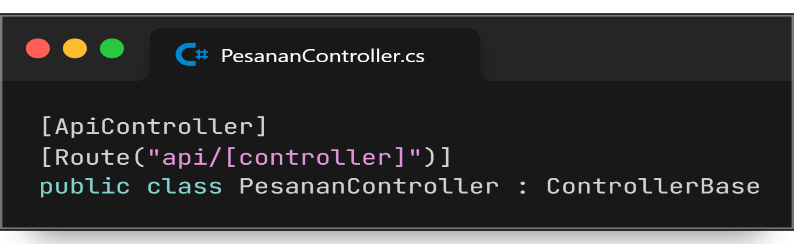 PesananController.cs
[ApiController]
[Route("api/[controller]")]
public class PesananController : ControllerBase